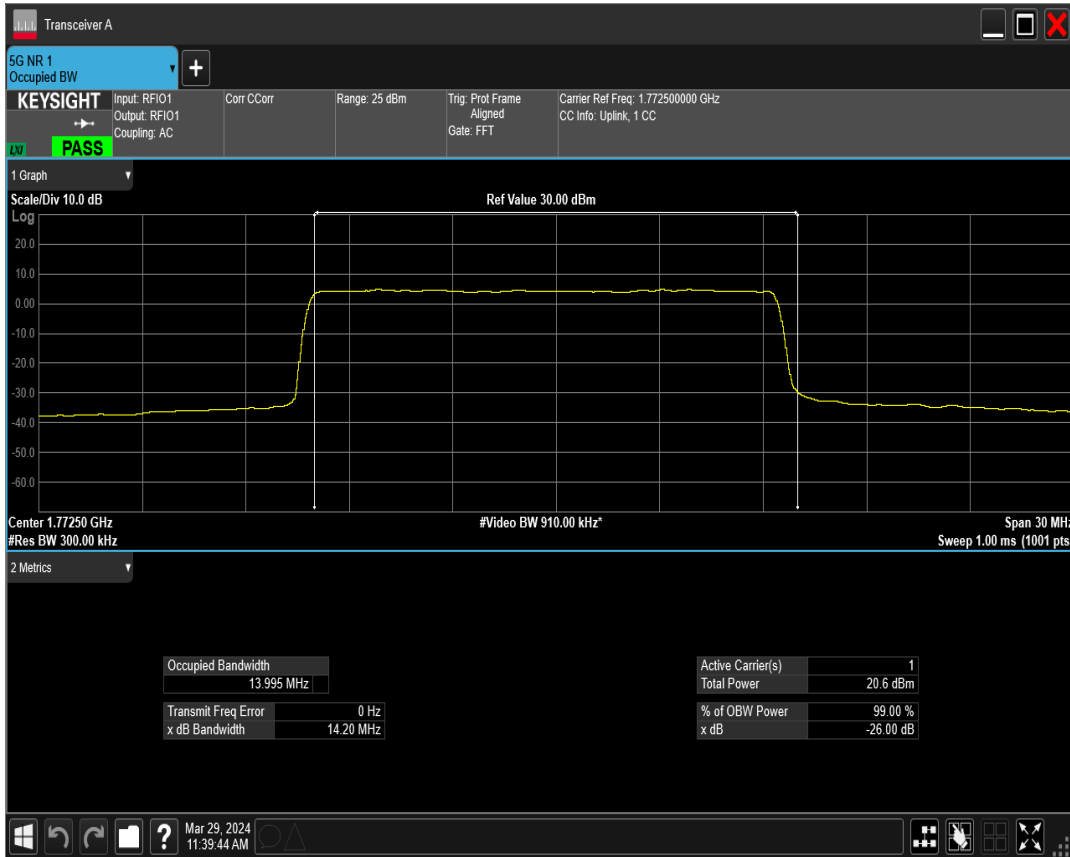 Transceiver A
5G NR 1
Occupied BW
KEYSIGHT
LXI
PASS
Input: RFIO1
Output: RFIO1
Coupling: AC
Corr CCorr
Range: 25 dBm
Trig: Prot Frame
Aligned
Gate: FFT
Carrier Ref Freq: 1.772500000 GHz
CC Info: Uplink, 1 CC
1 Graph
Scale/Div 10.0 dB
Ref Value 30.00 dBm
Log
20.0
10.0
0.00
-10.0
-20.0
-30.0
-40.0
-50.0
-60.0
Center 1.77250 GHz
#Video BW 910.00 kHz*
Span 30 MHz
#Res BW 300.00 kHz
Sweep 1.00 ms (1001 pts
2 Metrics
Occupied Bandwidth
13.995 MHz
Transmit Freq Error 0 Hz
x dB Bandwidth 14.20 MHz
Active Carrier(s) 1
Total Power 20.6 dBm
% of OBW Power 99.00 %
x dB -26.00 dB
Mar 29, 2024
11:39:44 AM